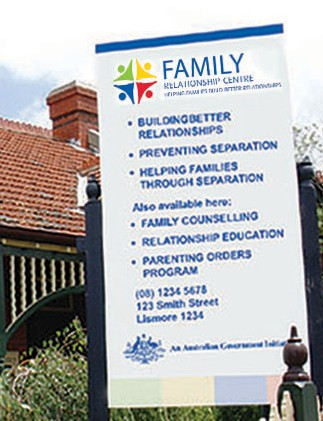 FAMILY
RELATIONSHIP CENTRE
HELPING FAMILIES BUILD BETTER RELATIONSHIPS
• BUILDINGBETTER
RELATIONSHIPS
• PREVENTING SEPARATION
• HELPING FAMILIES
THROUGH SEPARATION
Also available here:
• FAMILY COUNSELLING
• RELATIONSHIP EDUCATION
• PARENTING ORDERS
PROGRAM
(08) 1234 5678
123 Smith Street
Lismore 1234
An Australian Government